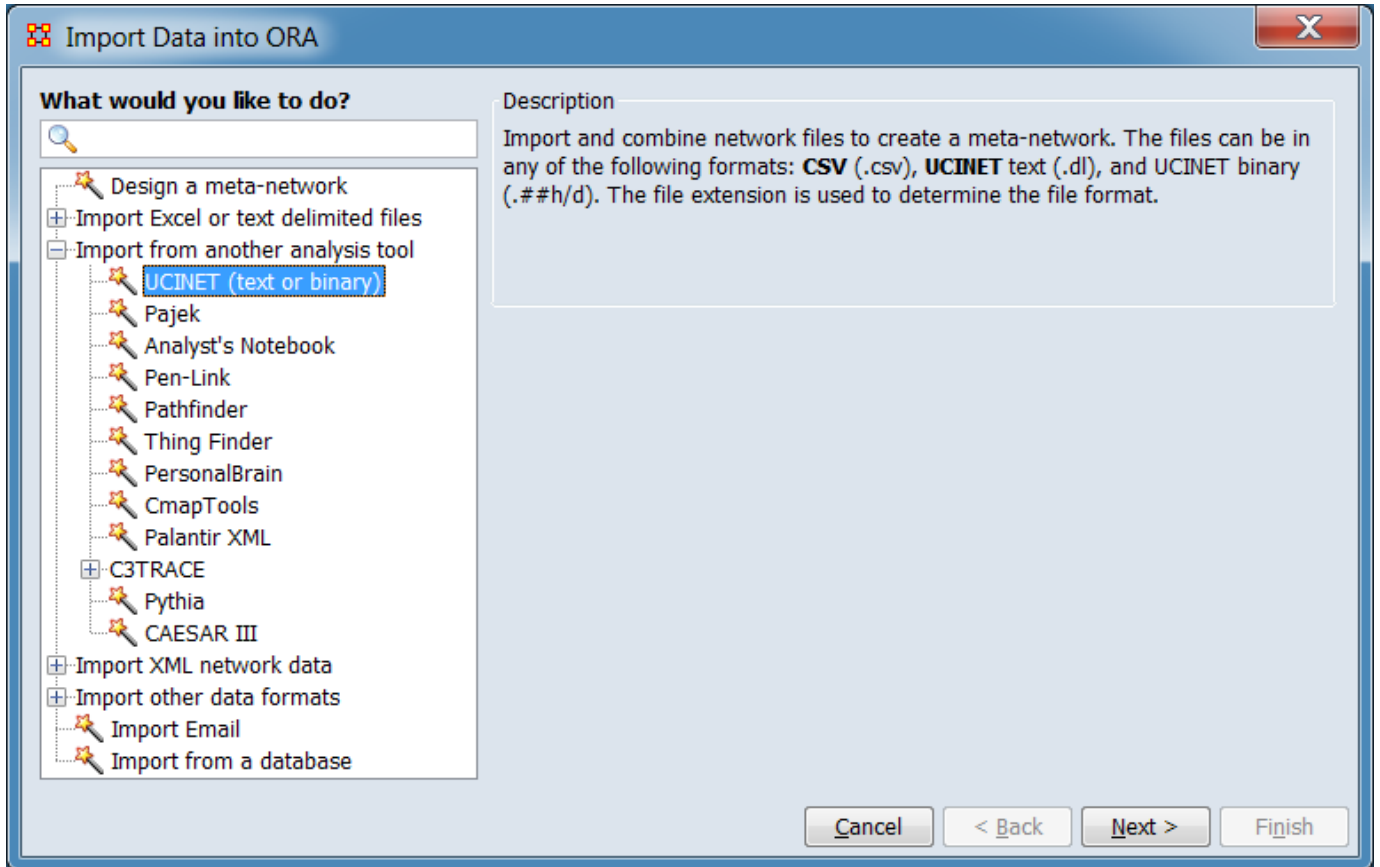 Import Data into ORA
X
What would you like to do?
Design a meta-network
Import Excel or text delimited files
Import from another analysis tool
UCINET (text or binary)
Pajek
Analyst's Notebook
Pen-Link
Pathfinder
Thing Finder
PersonalBrain
CmapTools
Palantir XML
C3TRACE
Pythia
CAESAR III
Import XML network data
Import other data formats
Import Email
Import from a database
Description
Import and combine network files to create a meta-network. The files can be in
any of the following formats: CSV (.csv), UCINET text (.dl), and UCINET binary
(.##h/d). The file extension is used to determine the file format.
Cancel
< Back
Next >
Finish